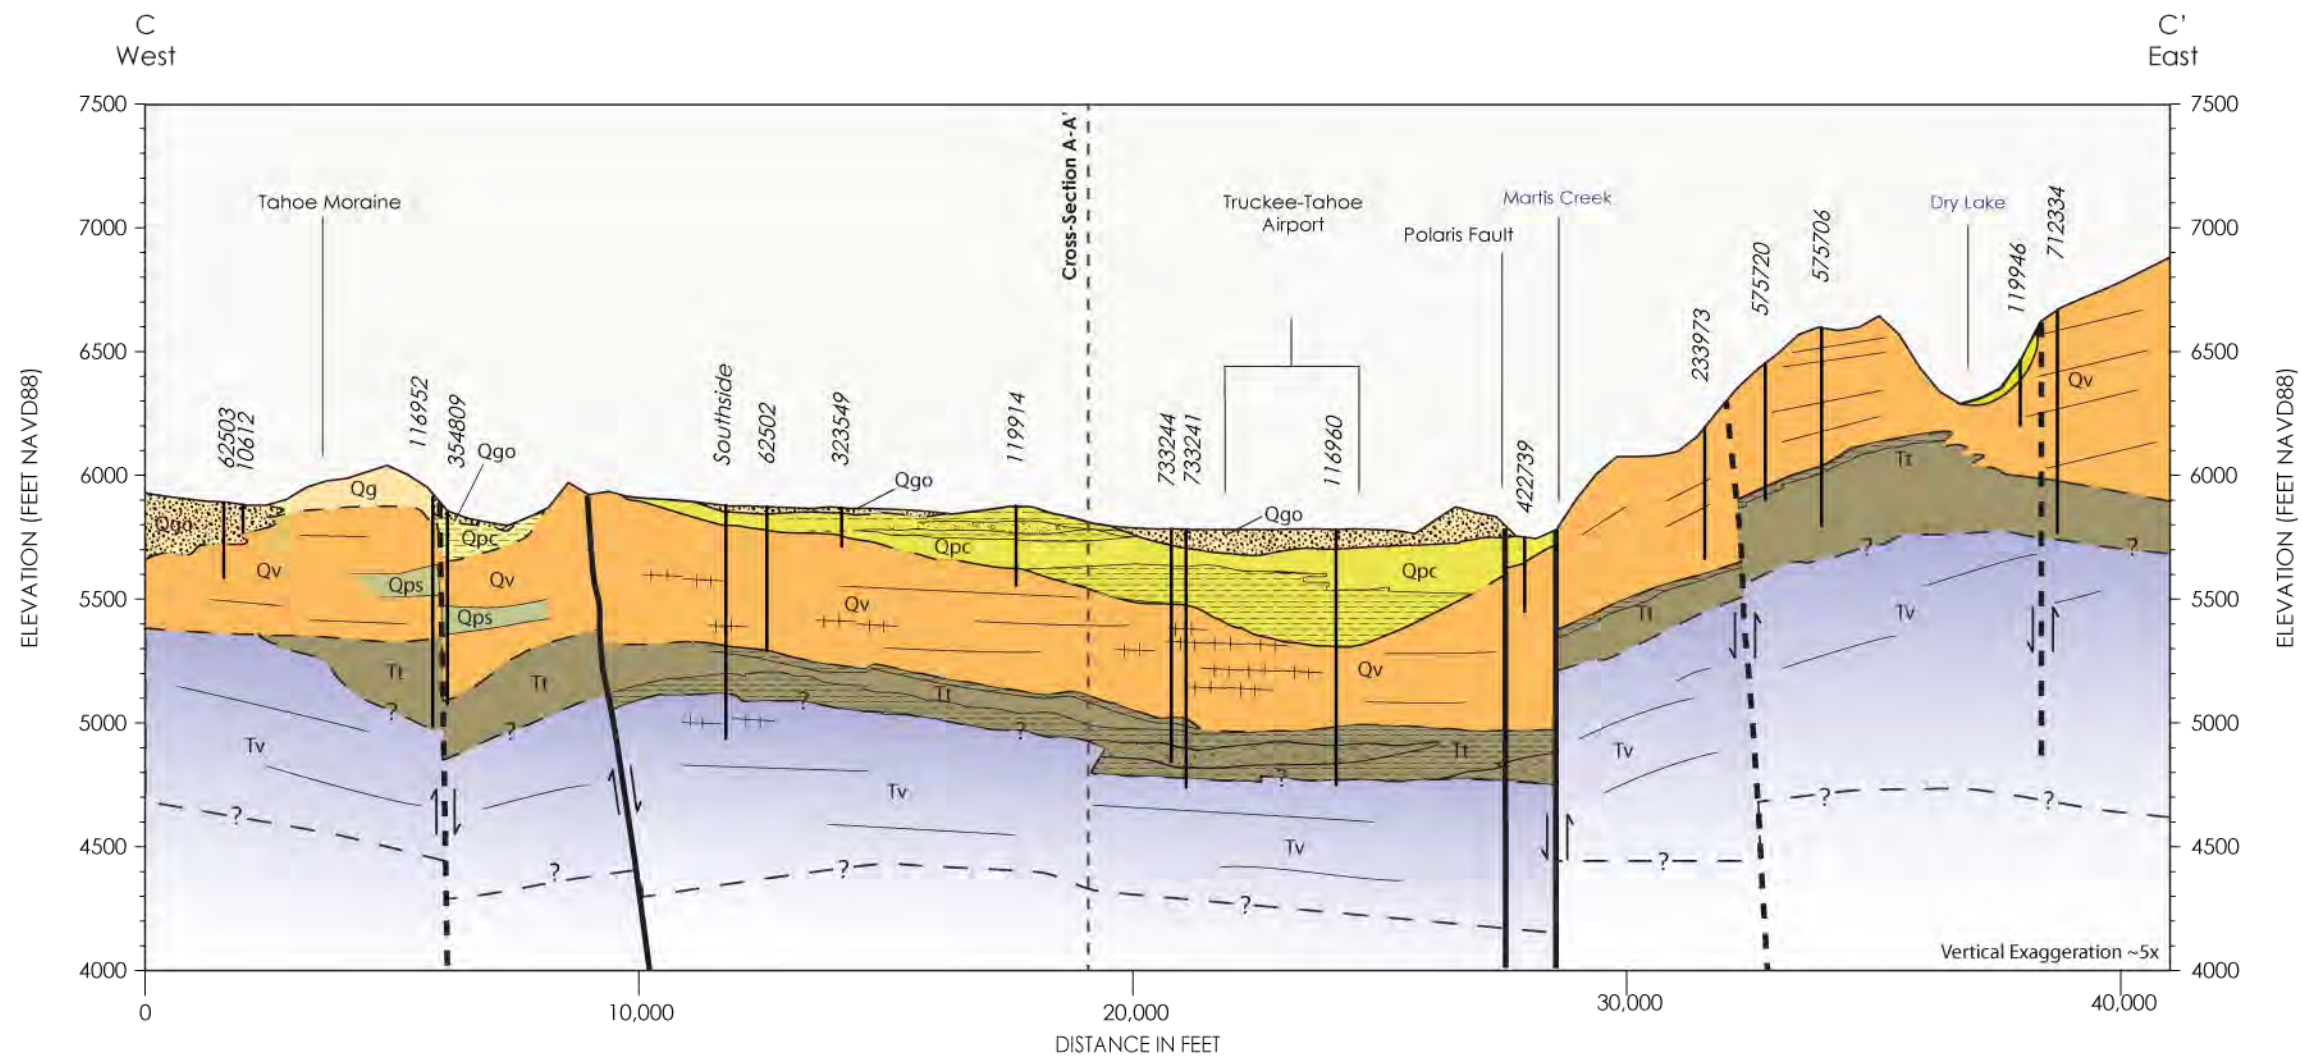 C
West
C'
East
7500
7000
6500
6000
5500
5000
4500
4000
ELEVATION (FEET NAVD88)
Tahoe Moraine
Cross-Section A-A'
Truckee-Tahoe
Airport
Polaris Fault
Martis Creek
Dry Lake
62503
10612
116952
354809
Qgo
Southside
62502
323549
119914
Qgo
733244
733241
116960
Qgo
422739
233973
575720
575706
119946
712334
Qgo
Qg
Qpc
Qv
Qps
Qv
Qps
Tt
?
Tt
?
Tv
?
?
Qpc
Qv
Tt
?
?
Tv
?
Qpc
Qv
Tt
?
Tv
?
Tt
Tv
?
Tt
?
Tv
?
Qv
?
?
Vertical Exaggeration ~5x
7500
7000
6500
6000
5500
5000
4500
4000
ELEVATION (FEET NAVD88)
0
10,000
20,000
30,000
40,000
DISTANCE IN FEET